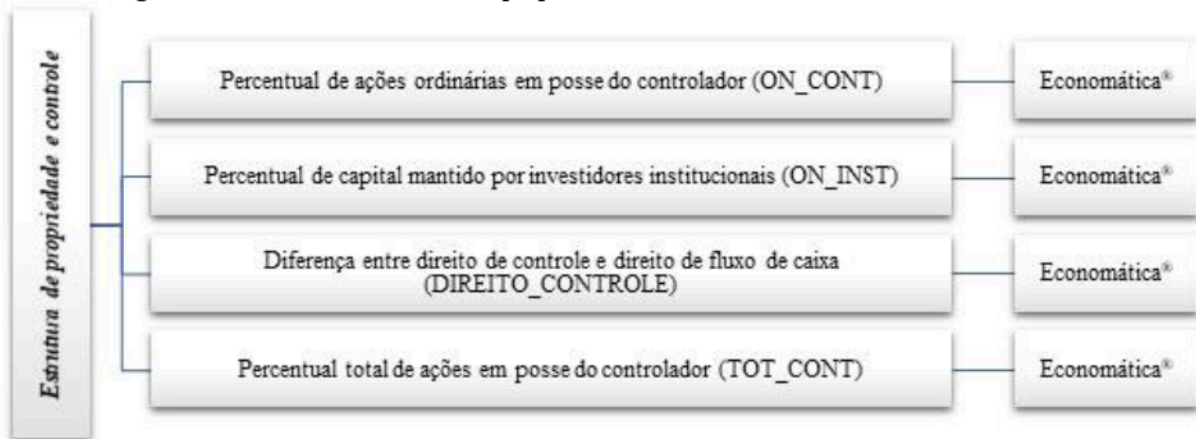 Estrutura de propriedade e controle
Percentual de ações ordinárias em posse do controlador (ON_CONT)
Economática®
Percentual de capital mantido por investidores institucionais (ON_INST)
Economática®
Diferença entre direito de controle e direito de fluxo de caixa
(DIREITO_CONTROLE)
Economática®
Percentual total de ações em posse do controlador (TOT_CONT)
Economática®